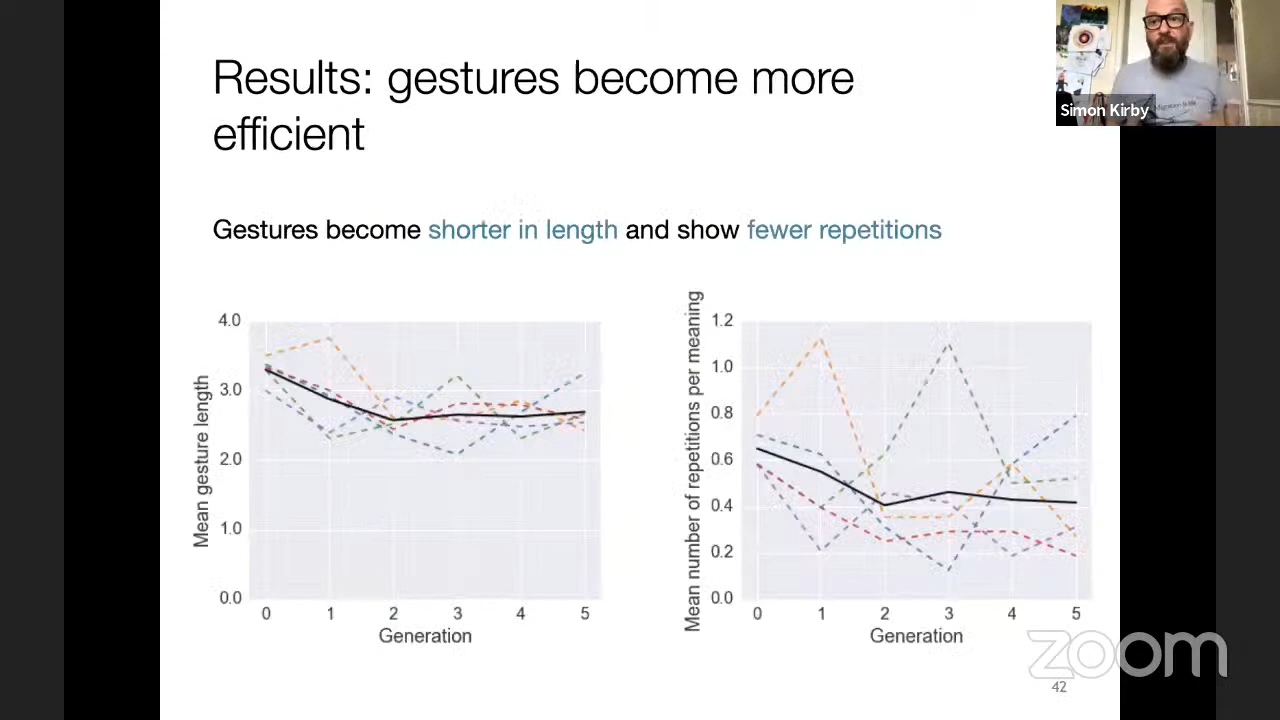 Results: gestures become more
efficient
Simon Kirby
Gestures become shorter in length and show fewer repetitions
Mean gesture length
4.0
3.0
2.0
1.0
0.0
0 1 2 3 4 5
Generation
Mean number of repetitions per meaning
1.2
1.0
0.8
0.6
0.4
0.2
0.0
0 1 2 3 4 5
Generation
zoom
42